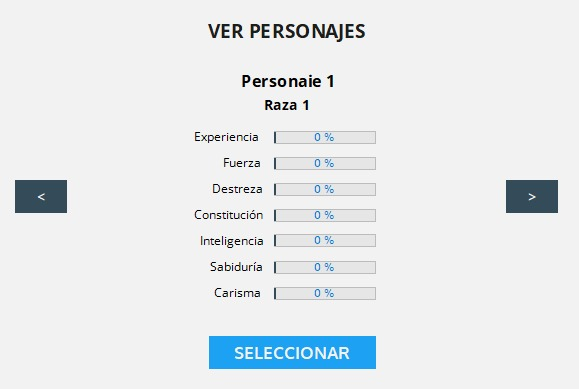 VER PERSONAJES
Personaie 1
Raza 1
Experiencia 0 %
Fuerza 0 %
Destreza 0 %
Constitución 0 %
< >
Inteligencia 0 %
Sabiduría 0 %
Carisma 0 %
SELECCIONAR